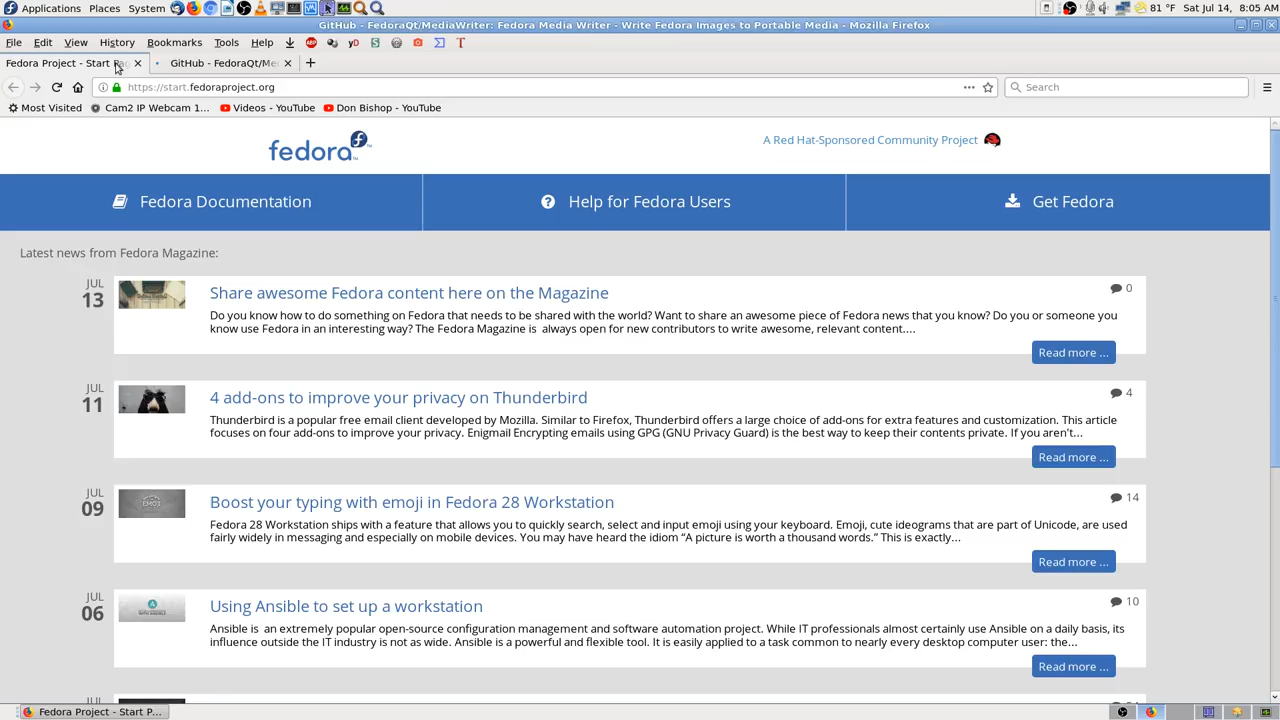 Applications Places System 81 °F Sat Jul 14, 8:05 AM
GitHub - FedoraQt/MediaWriter: Fedora Media Writer - Write Fedora Images to Portable Media - Mozilla Firefox
File Edit View History Bookmarks Tools Help
Fedora Project - Start Pag GitHub - FedoraQt/Me
https://start.fedoraproject.org Search
Most Visited Cam2 IP Webcam 1... Videos - YouTube Don Bishop - YouTube
fedora A Red Hat-Sponsored Community Project
Fedora Documentation Help for Fedora Users Get Fedora
Latest news from Fedora Magazine:
JUL
13
Share awesome Fedora content here on the Magazine 0
Do you know how to do something on Fedora that needs to be shared with the world? Want to share an awesome piece of Fedora news that you know? Do you or someone you
know use Fedora in an interesting way? The Fedora Magazine is always open for new contributors to write awesome, relevant content....
Read more ...
JUL
11
4 add-ons to improve your privacy on Thunderbird 4
Thunderbird is a popular free email client developed by Mozilla. Similar to Firefox, Thunderbird offers a large choice of add-ons for extra features and customization. This article
focuses on four add-ons to improve your privacy. Enigmail Encrypting emails using GPG (GNU Privacy Guard) is the best way to keep their contents private. If you aren't...
Read more ...
JUL
09
Boost your typing with emoji in Fedora 28 Workstation 14
Fedora 28 Workstation ships with a feature that allows you to quickly search, select and input emoji using your keyboard. Emoji, cute ideograms that are part of Unicode, are used
fairly widely in messaging and especially on mobile devices. You may have heard the idiom “A picture is worth a thousand words.” This is exactly...
Read more ...
JUL
06
Using Ansible to set up a workstation 10
Ansible is an extremely popular open-source configuration management and software automation project. While IT professionals almost certainly use Ansible on a daily basis, its
influence outside the IT industry is not as wide. Ansible is a powerful and flexible tool. It is easily applied to a task common to nearly every desktop computer user: the...
Read more ...
JUL
Fedora Project - Start P...